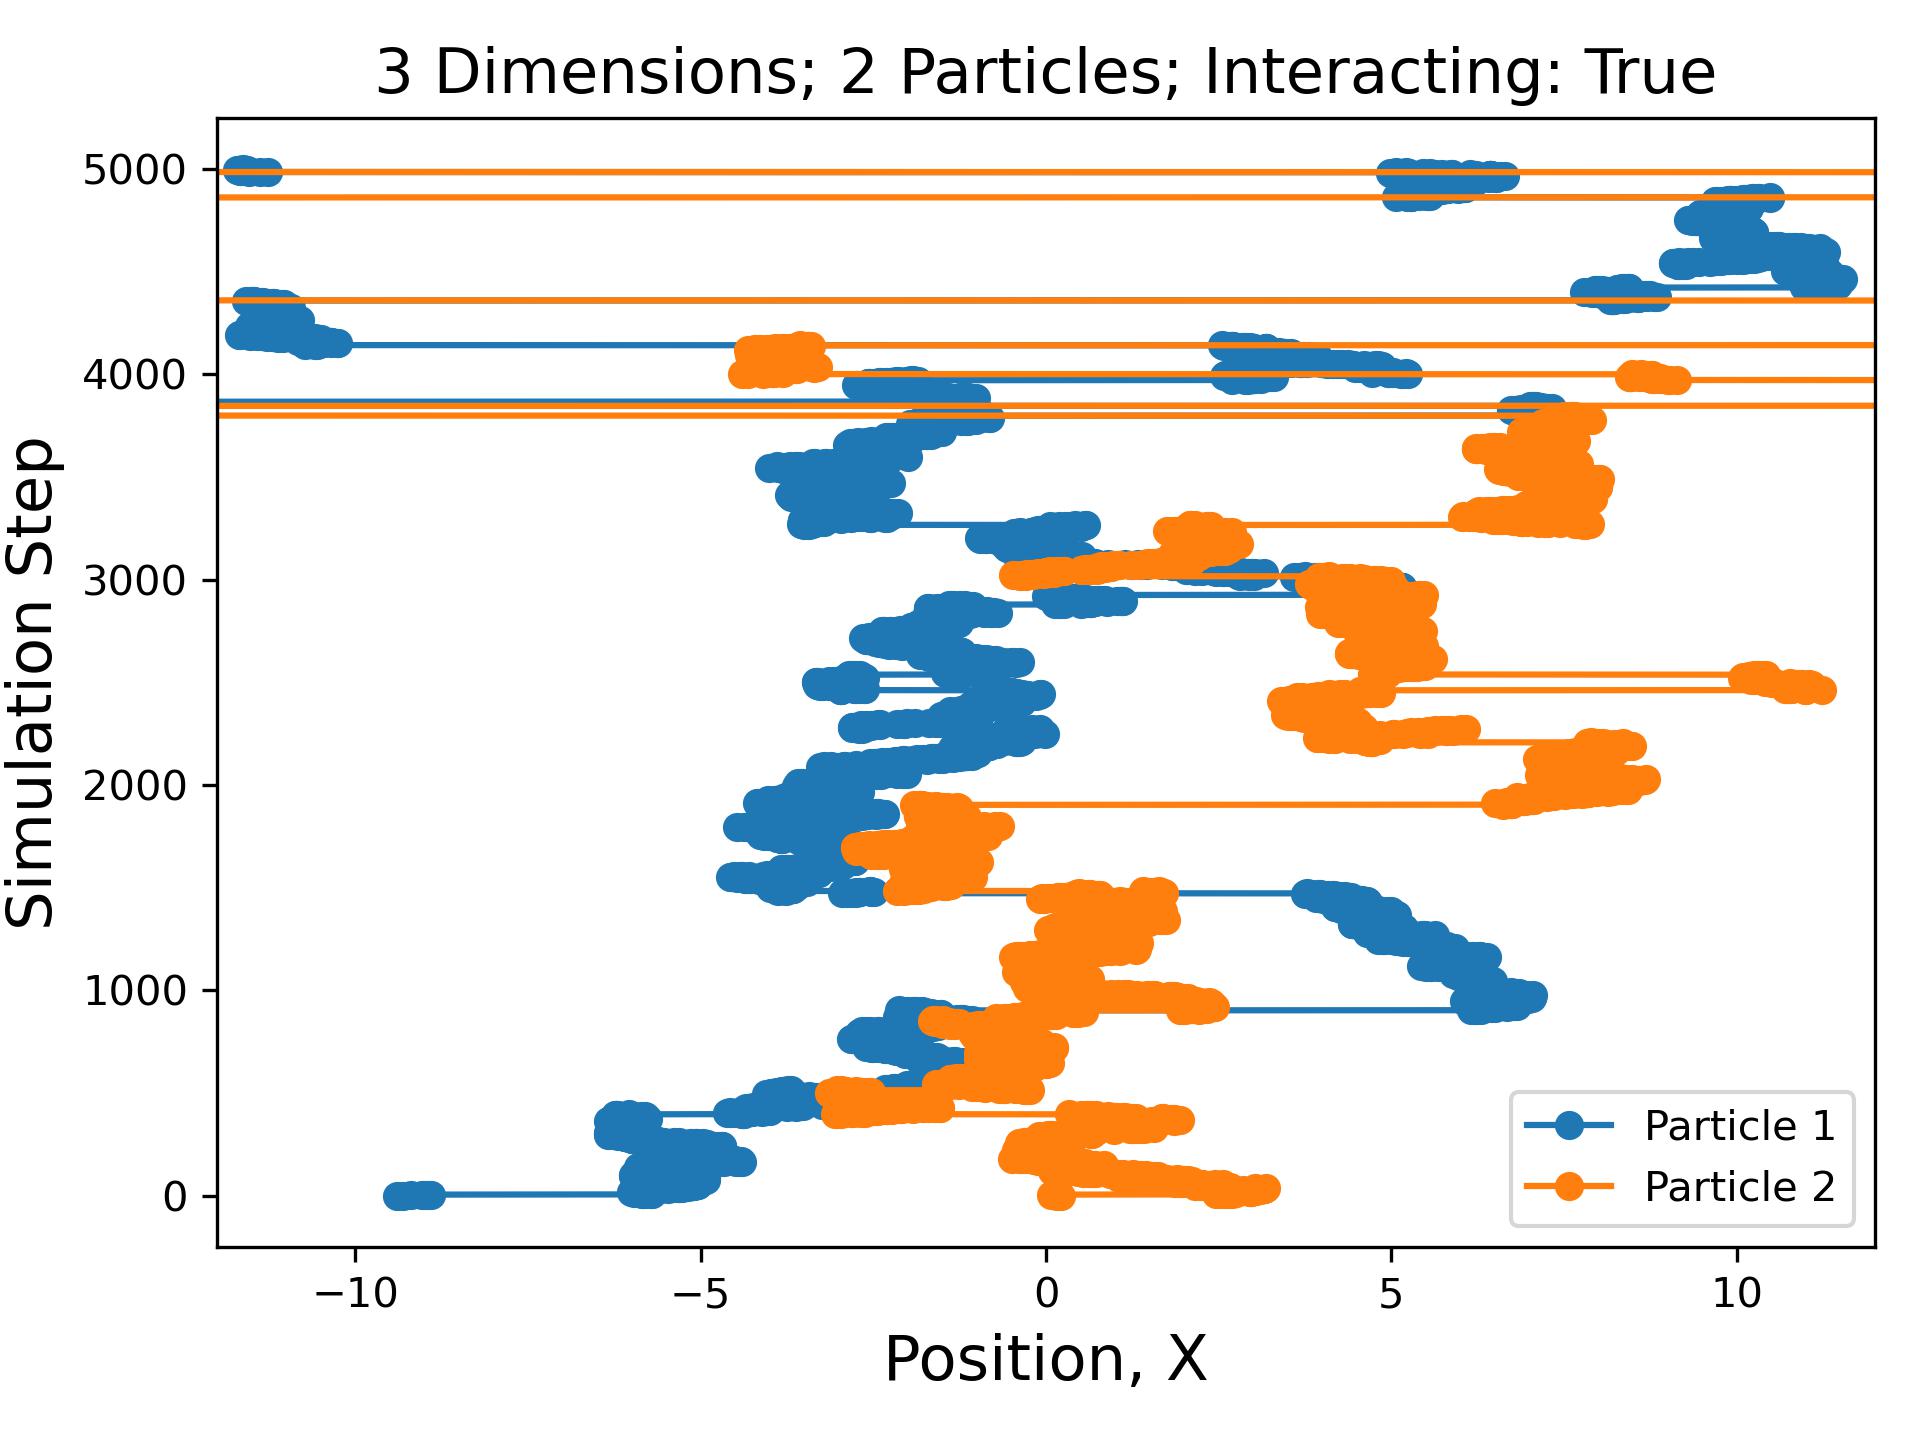 3 Dimensions; 2 Particles; Interacting: True
Simulation Step
5000
4000
3000
2000
1000
0
−10
−5
0
5
10
Position, X
Particle 1
Particle 2